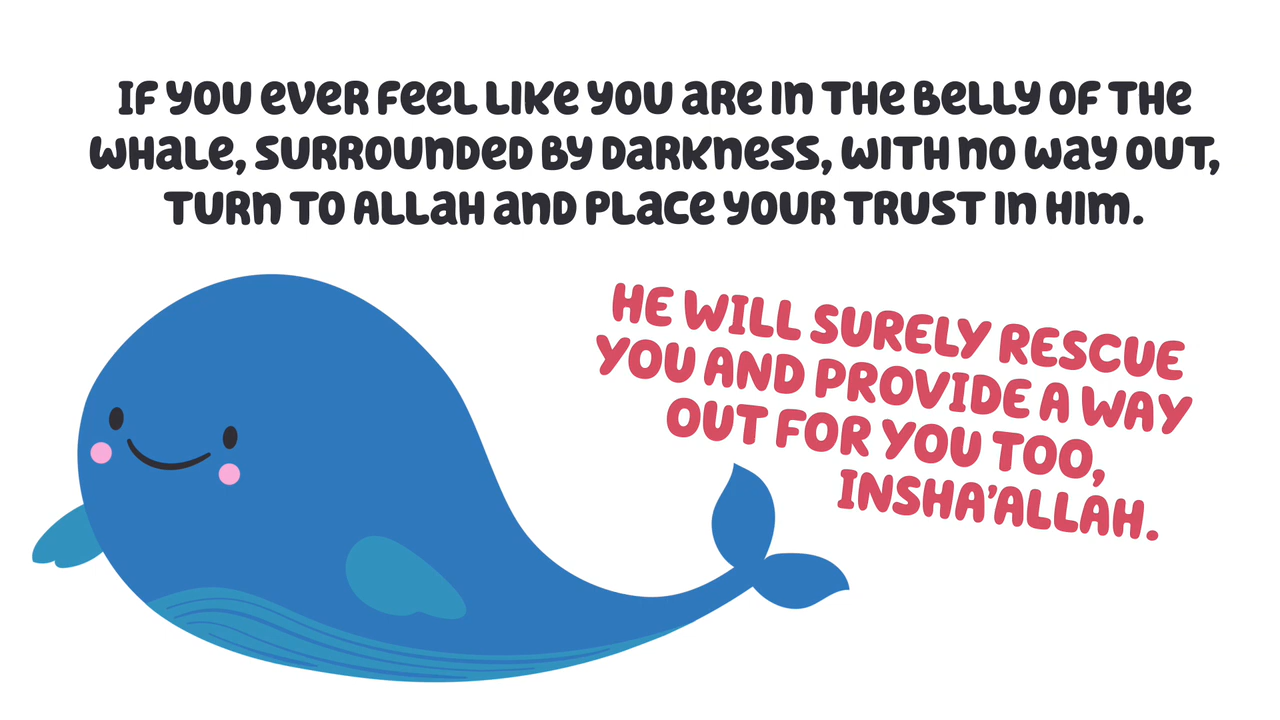 IF YOU EVER FEEL LIKE YOU ARE IN THE BELLY OF THE
WHALE, SURROUNDED BY DARKNESS, WITH NO WAY OUT,
TURN TO ALLAH AND PLACE YOUR TRUST IN HIM.
HE WILL SURELY RESCUE
YOU AND PROVIDE A WAY
OUT FOR YOU TOO,
INSHA'ALLAH.